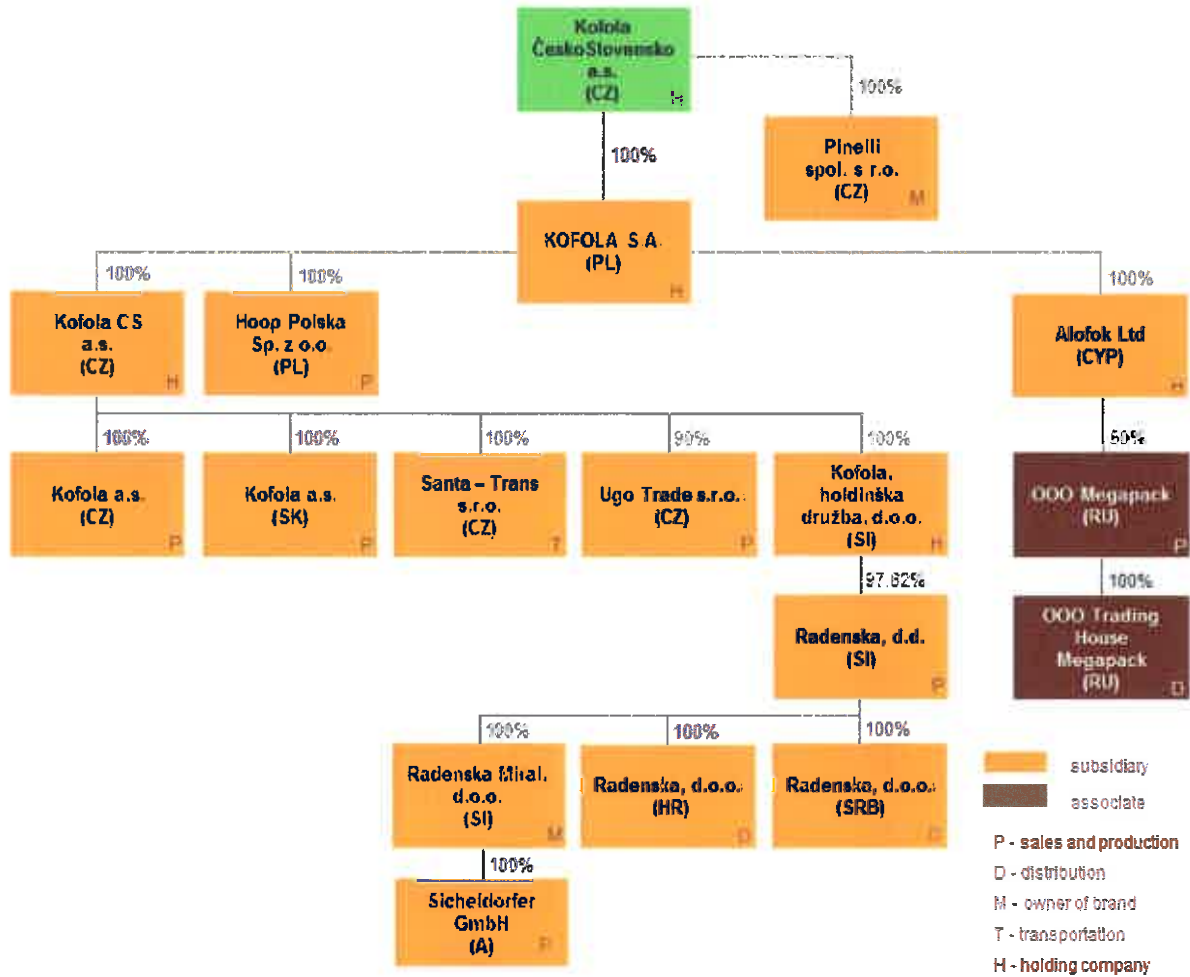 Kofola
ČeskoSlovensko
a.s.
(CZ)
H
100%
100%
Pinelli
spol. s r.o.
(CZ)
M
KOFOLA S.A.
(PL)
H
100%
100%
100%
Kofola CS
a.s.
(CZ)
H
Hoop Polska
Sp. z o.o.
(PL)
P
Alofok Ltd
(CYP)
H
100%
100%
100%
90%
100%
50%
Kofola a.s.
(CZ)
P
Kofola a.s.
(SK)
P
Santa – Trans
s.r.o.
(CZ)
T
Ugo Trade s.r.o.
(CZ)
P
Kofola,
holdinška
družba, d.o.o.
(SI)
H
OOO Megapack
(RU)
P
97.62%
100%
Radenska, d.d.
(SI)
P
OOO Trading
House
Megapack
(RU)
D
100%
100%
100%
Radenska Miral,
d.o.o.
(SI)
M
Radenska, d.o.o.
(HR)
D
Radenska, d.o.o.
(SRB)
100%
Sicheldorfer
GmbH
(A)
P
subsidiary
associate
P - sales and production
D - distribution
M - owner of brand
T - transportation
H - holding company